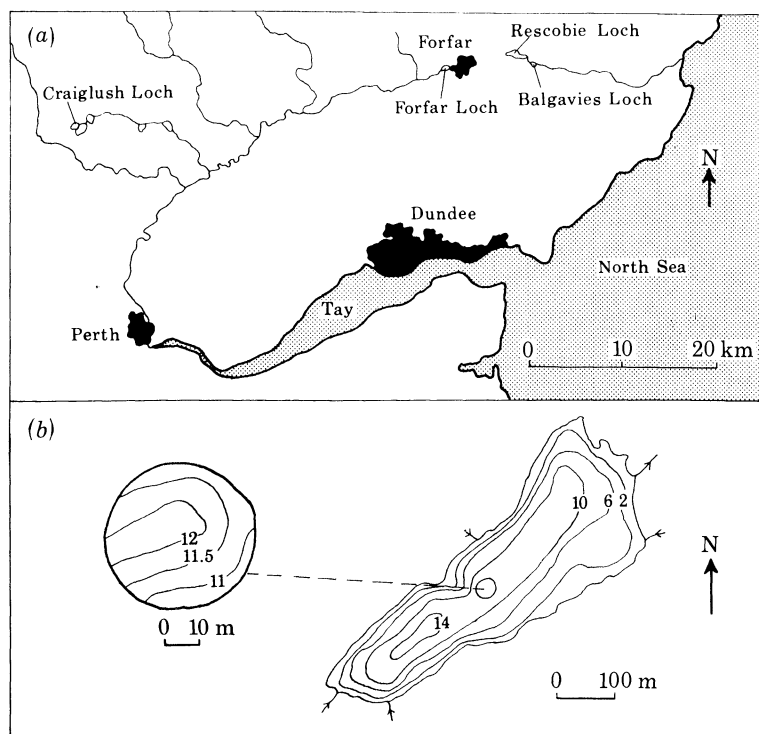 (a)
Forfar
Rescobie Loch
Craiglush Loch
Forfar Loch
Balgavies Loch
N
Dundee
North Sea
Tay
Perth
0 10 20 km
(b)
10 6 2
12
11.5
11
N
14
0 10 m
0 100 m